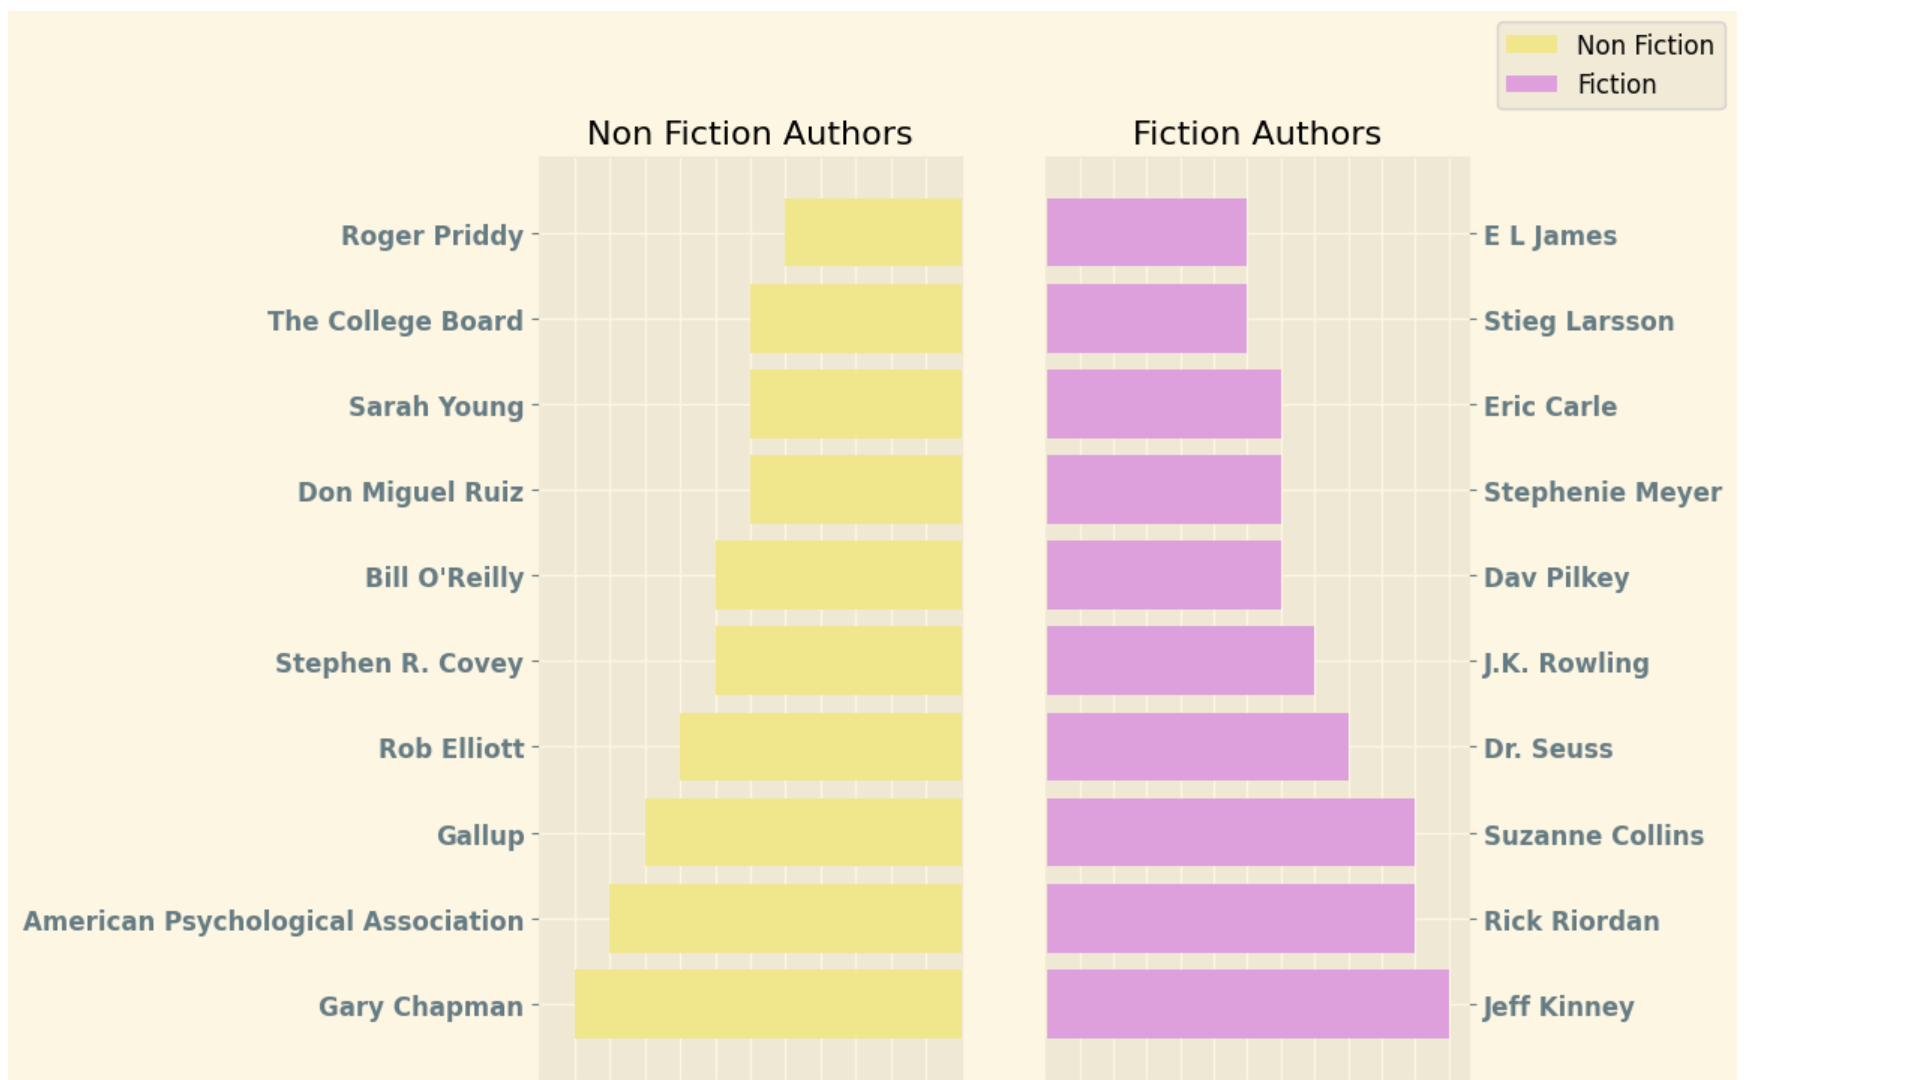 Non Fiction
Fiction
Non Fiction Authors
Fiction Authors
Roger Priddy
The College Board
Sarah Young
Don Miguel Ruiz
Bill O'Reilly
Stephen R. Covey
Rob Elliott
Gallup
American Psychological Association
Gary Chapman
E L James
Stieg Larsson
Eric Carle
Stephenie Meyer
Dav Pilkey
J.K. Rowling
Dr. Seuss
Suzanne Collins
Rick Riordan
Jeff Kinney